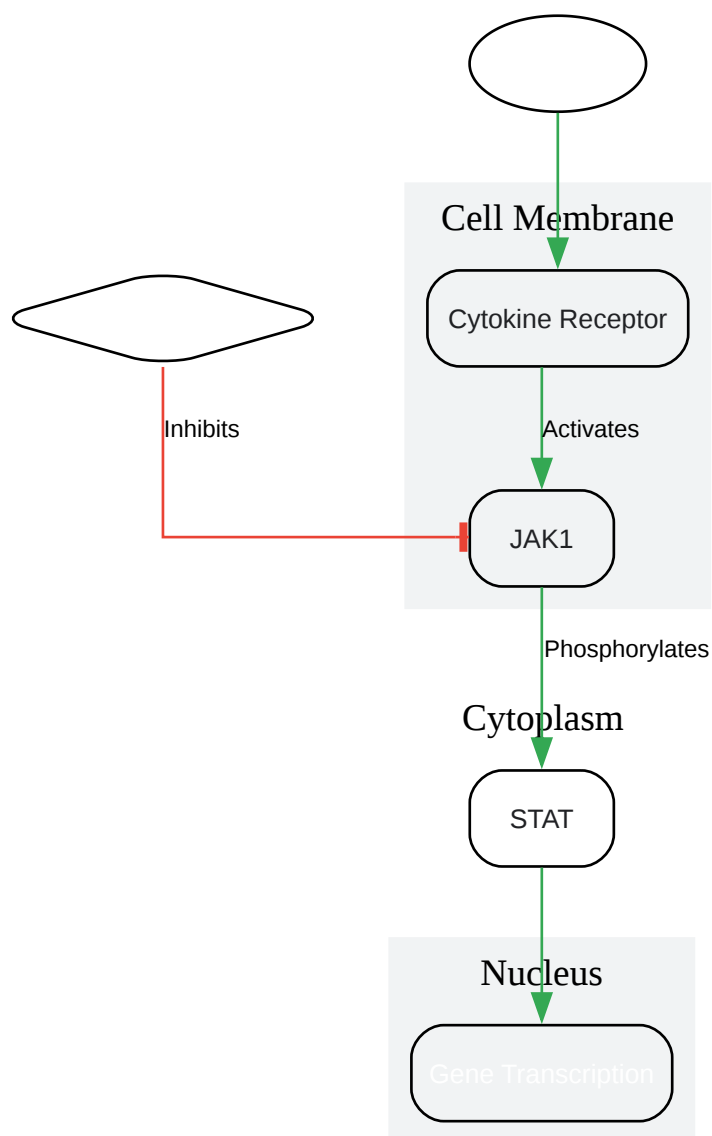 Cell Membrane
Cytokine Receptor
Inhibits
Activates
JAK1
Phosphorylates
Cytoplasm
STAT
Nucleus
Gene Transcription